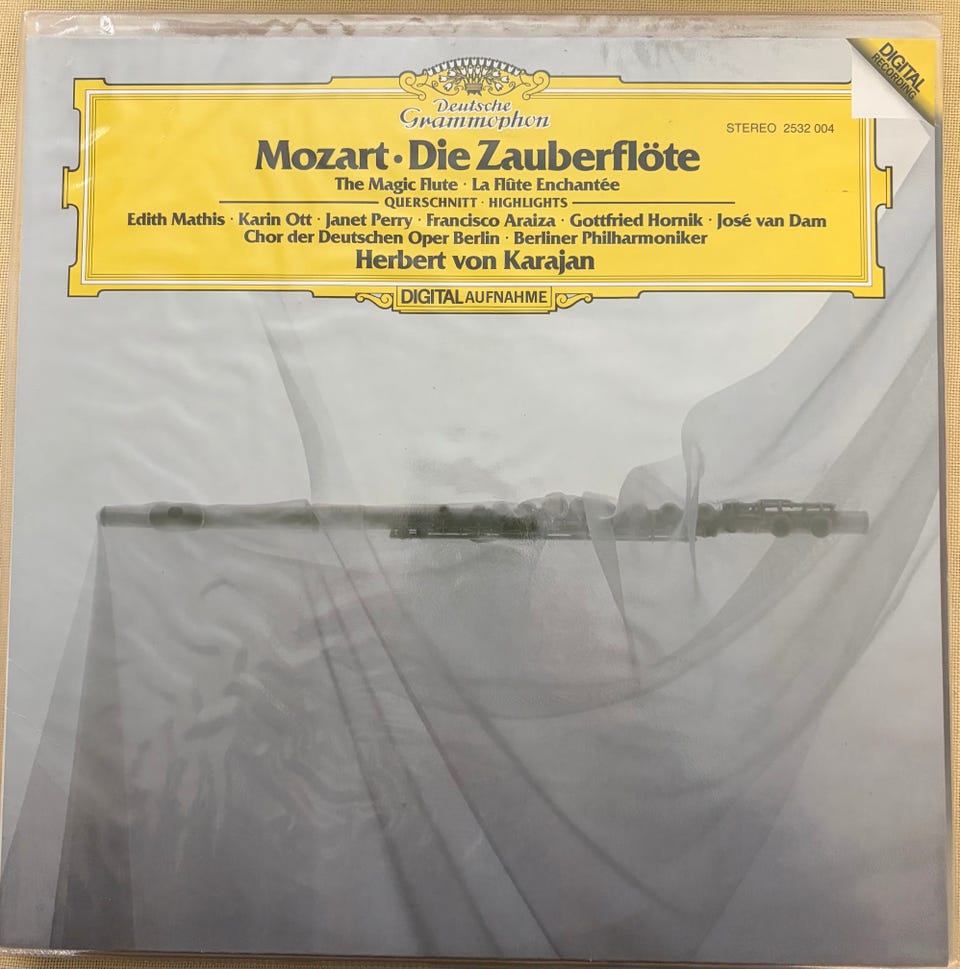 DIGITAL
RECORDING
Deutsche
Grammophon
STEREO 2532 004
Mozart · Die Zauberflöte
The Magic Flute · La Flûte Enchantée
QUERSCHNITT · HIGHLIGHTS
Edith Mathis · Karin Ott · Janet Perry · Francisco Araiza · Gottfried Hornik · José van Dam
Chor der Deutschen Oper Berlin · Berliner Philharmoniker
Herbert von Karajan
DIGITAL AUFNAHME